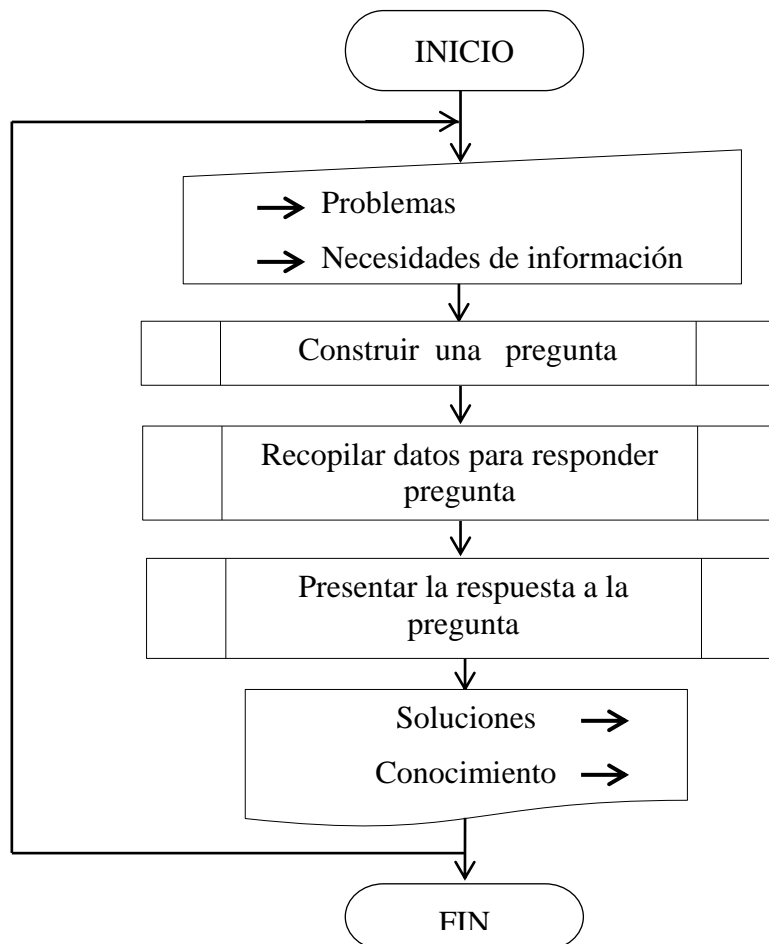 INICIO
Problemas
Necesidades de información
Construir una pregunta
Recopilar datos para responder
pregunta
Presentar la respuesta a la
pregunta
Soluciones
Conocimiento
FIN